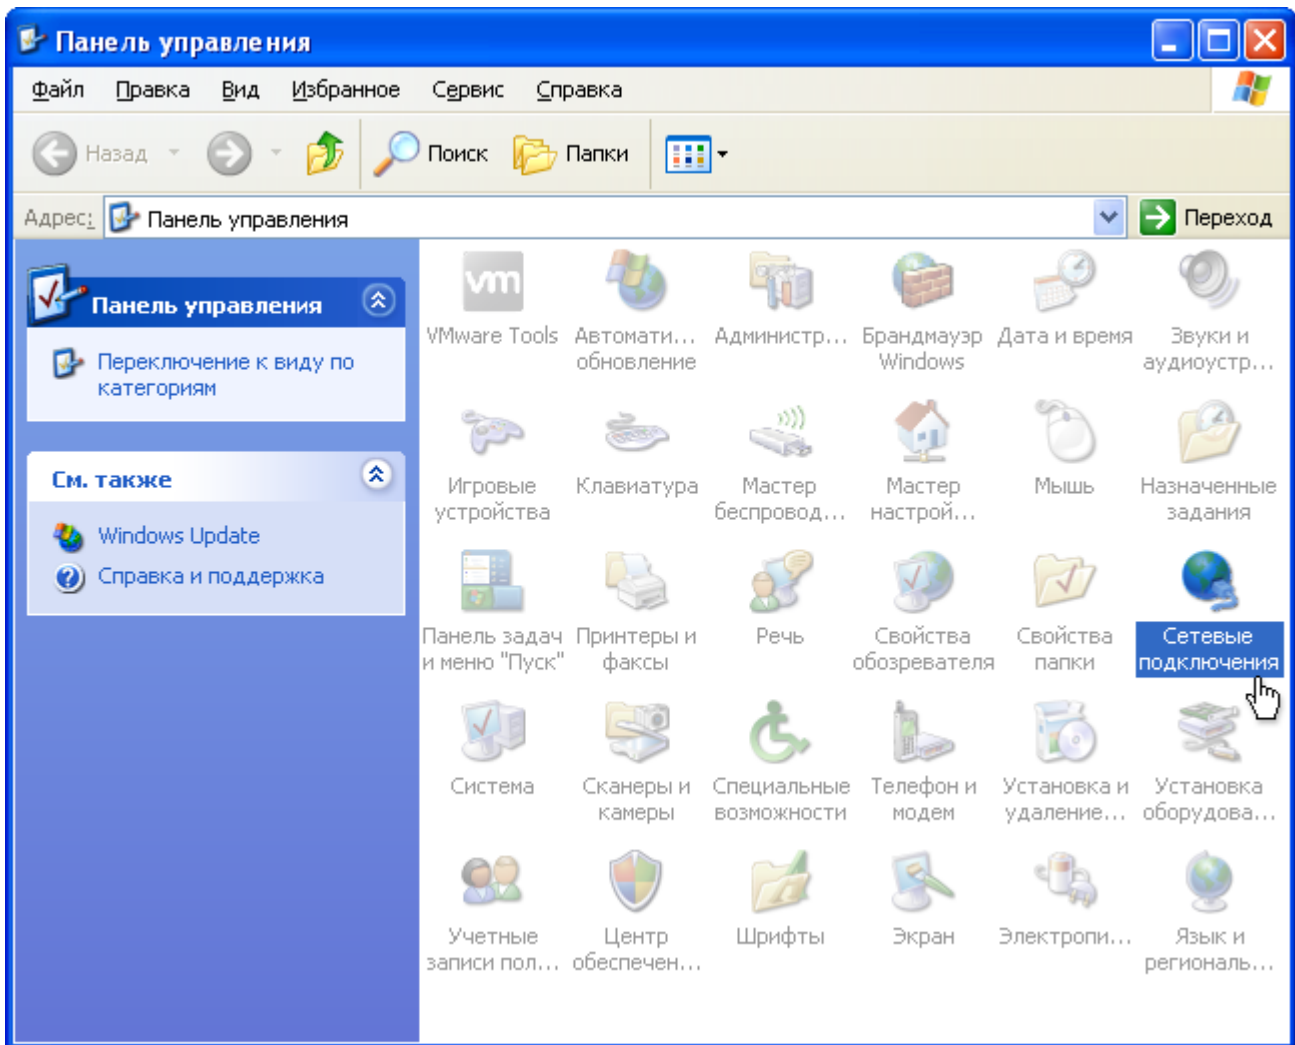 Панель управления
Файл Правка Вид Избранное Сервис Справка
Назад Поиск Папки
Адрес: Панель управления Переход
Панель управления
Переключение к виду по
категориям
См. также
Windows Update
Справка и поддержка
vm
VMware Tools
Автомати...
обновление
Администр...
Брандмауэр
Windows
Дата и время
Звуки и
аудиоустр...
Игровые
устройства
Клавиатура
Мастер
беспровод...
Мастер
настрой...
Мышь
Назначенные
задания
Панель задач
и меню "Пуск"
Принтеры и
факсы
Речь
Свойства
обозревателя
Свойства
папки
Сетевые
подключения
Система
Сканеры и
камеры
Специальные
возможности
Телефон и
модем
Установка и
удаление...
Установка
оборудова...
Учетные
записи пол...
Центр
обеспечен...
Шрифты
Экран
Электропи...
Язык и
региональ...